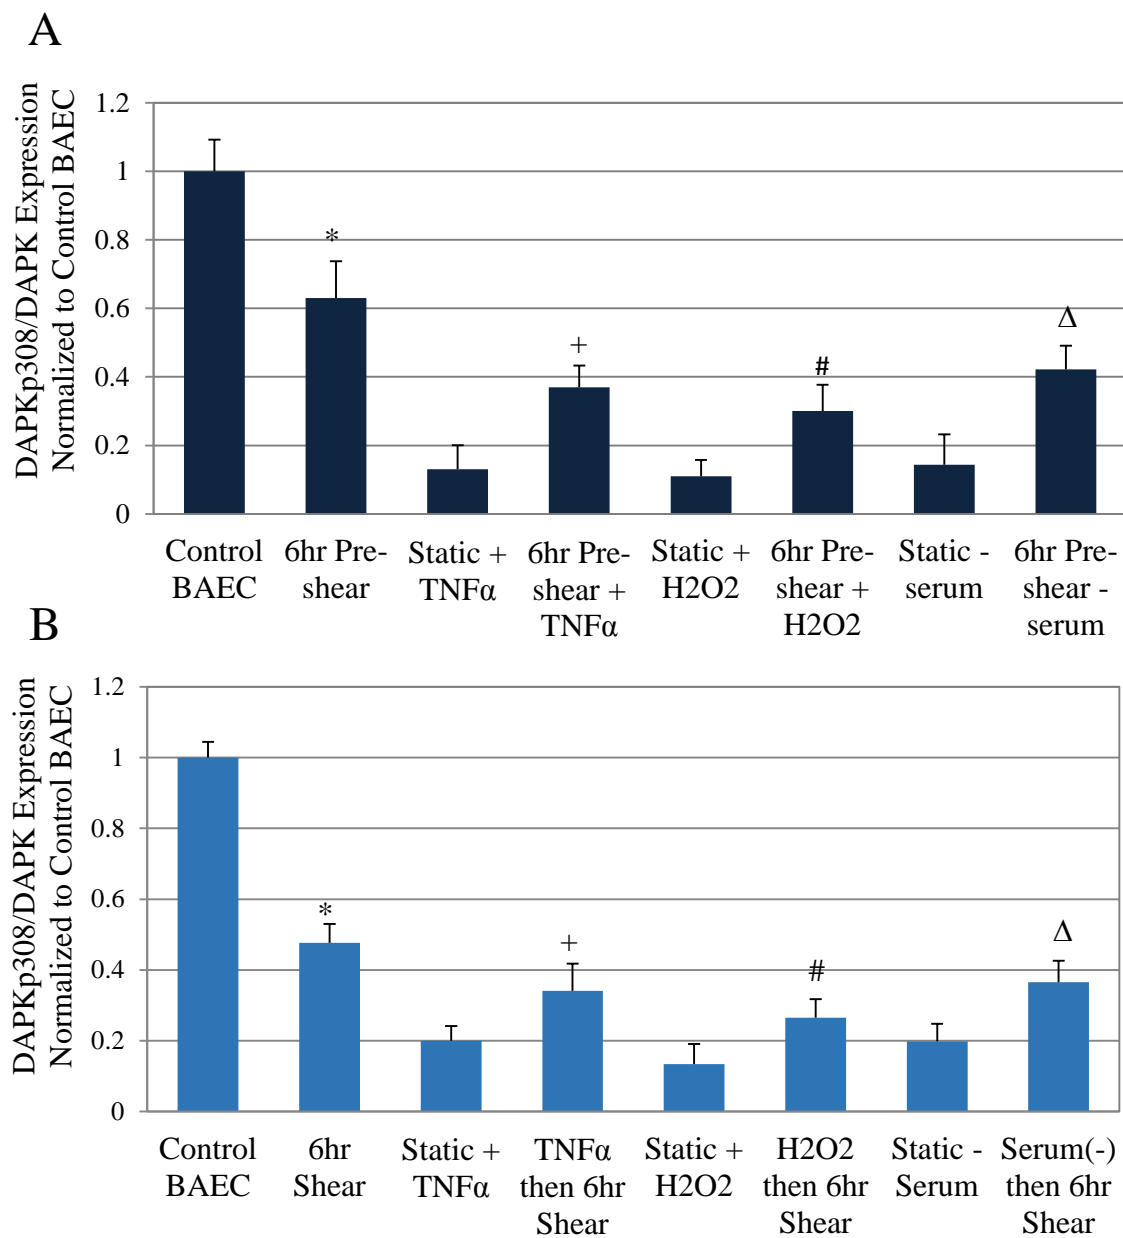 A
DAPKp308/DAPK Expression
Normalized to Control BAEC
1.2
1
0.8
0.6
0.4
0.2
0
*
+
#
Δ
Control BAEC
6hr Pre-shear
Static + TNFα
6hr Pre-shear + TNFα
Static + H2O2
6hr Pre-shear + H2O2
Static - serum
6hr Pre-shear - serum
B
DAPKp308/DAPK Expression
Normalized to Control BAEC
1.2
1
0.8
0.6
0.4
0.2
0
*
+
#
Δ
Control BAEC
6hr Shear
Static + TNFα
TNFα then 6hr Shear
Static + H2O2
H2O2 then 6hr Shear
Static - Serum
Serum(-) then 6hr Shear